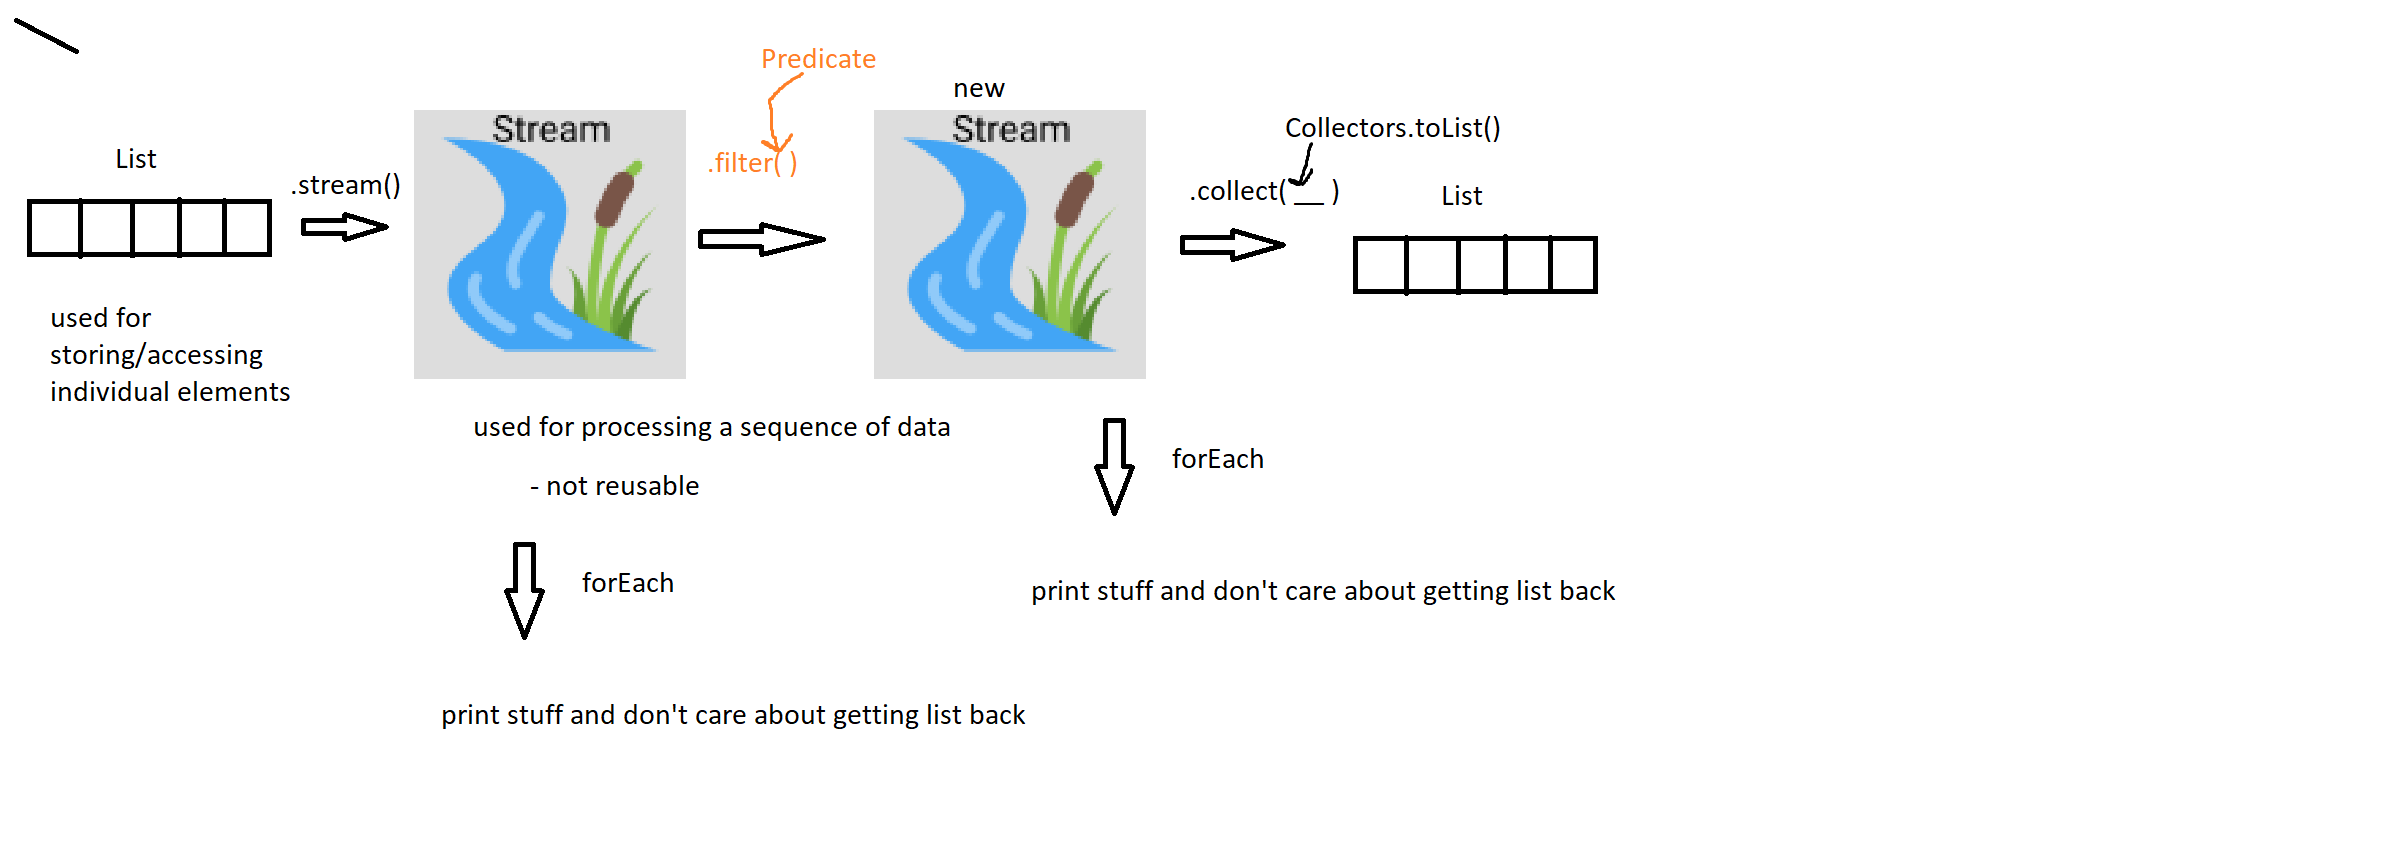 Predicate
new
Stream
Stream
Collectors.toList()
List
.filter( )
.stream()
.collect( __ )
List
used for
storing/accessing
individual elements
used for processing a sequence of data
- not reusable
forEach
forEach
print stuff and don't care about getting list back
print stuff and don't care about getting list back